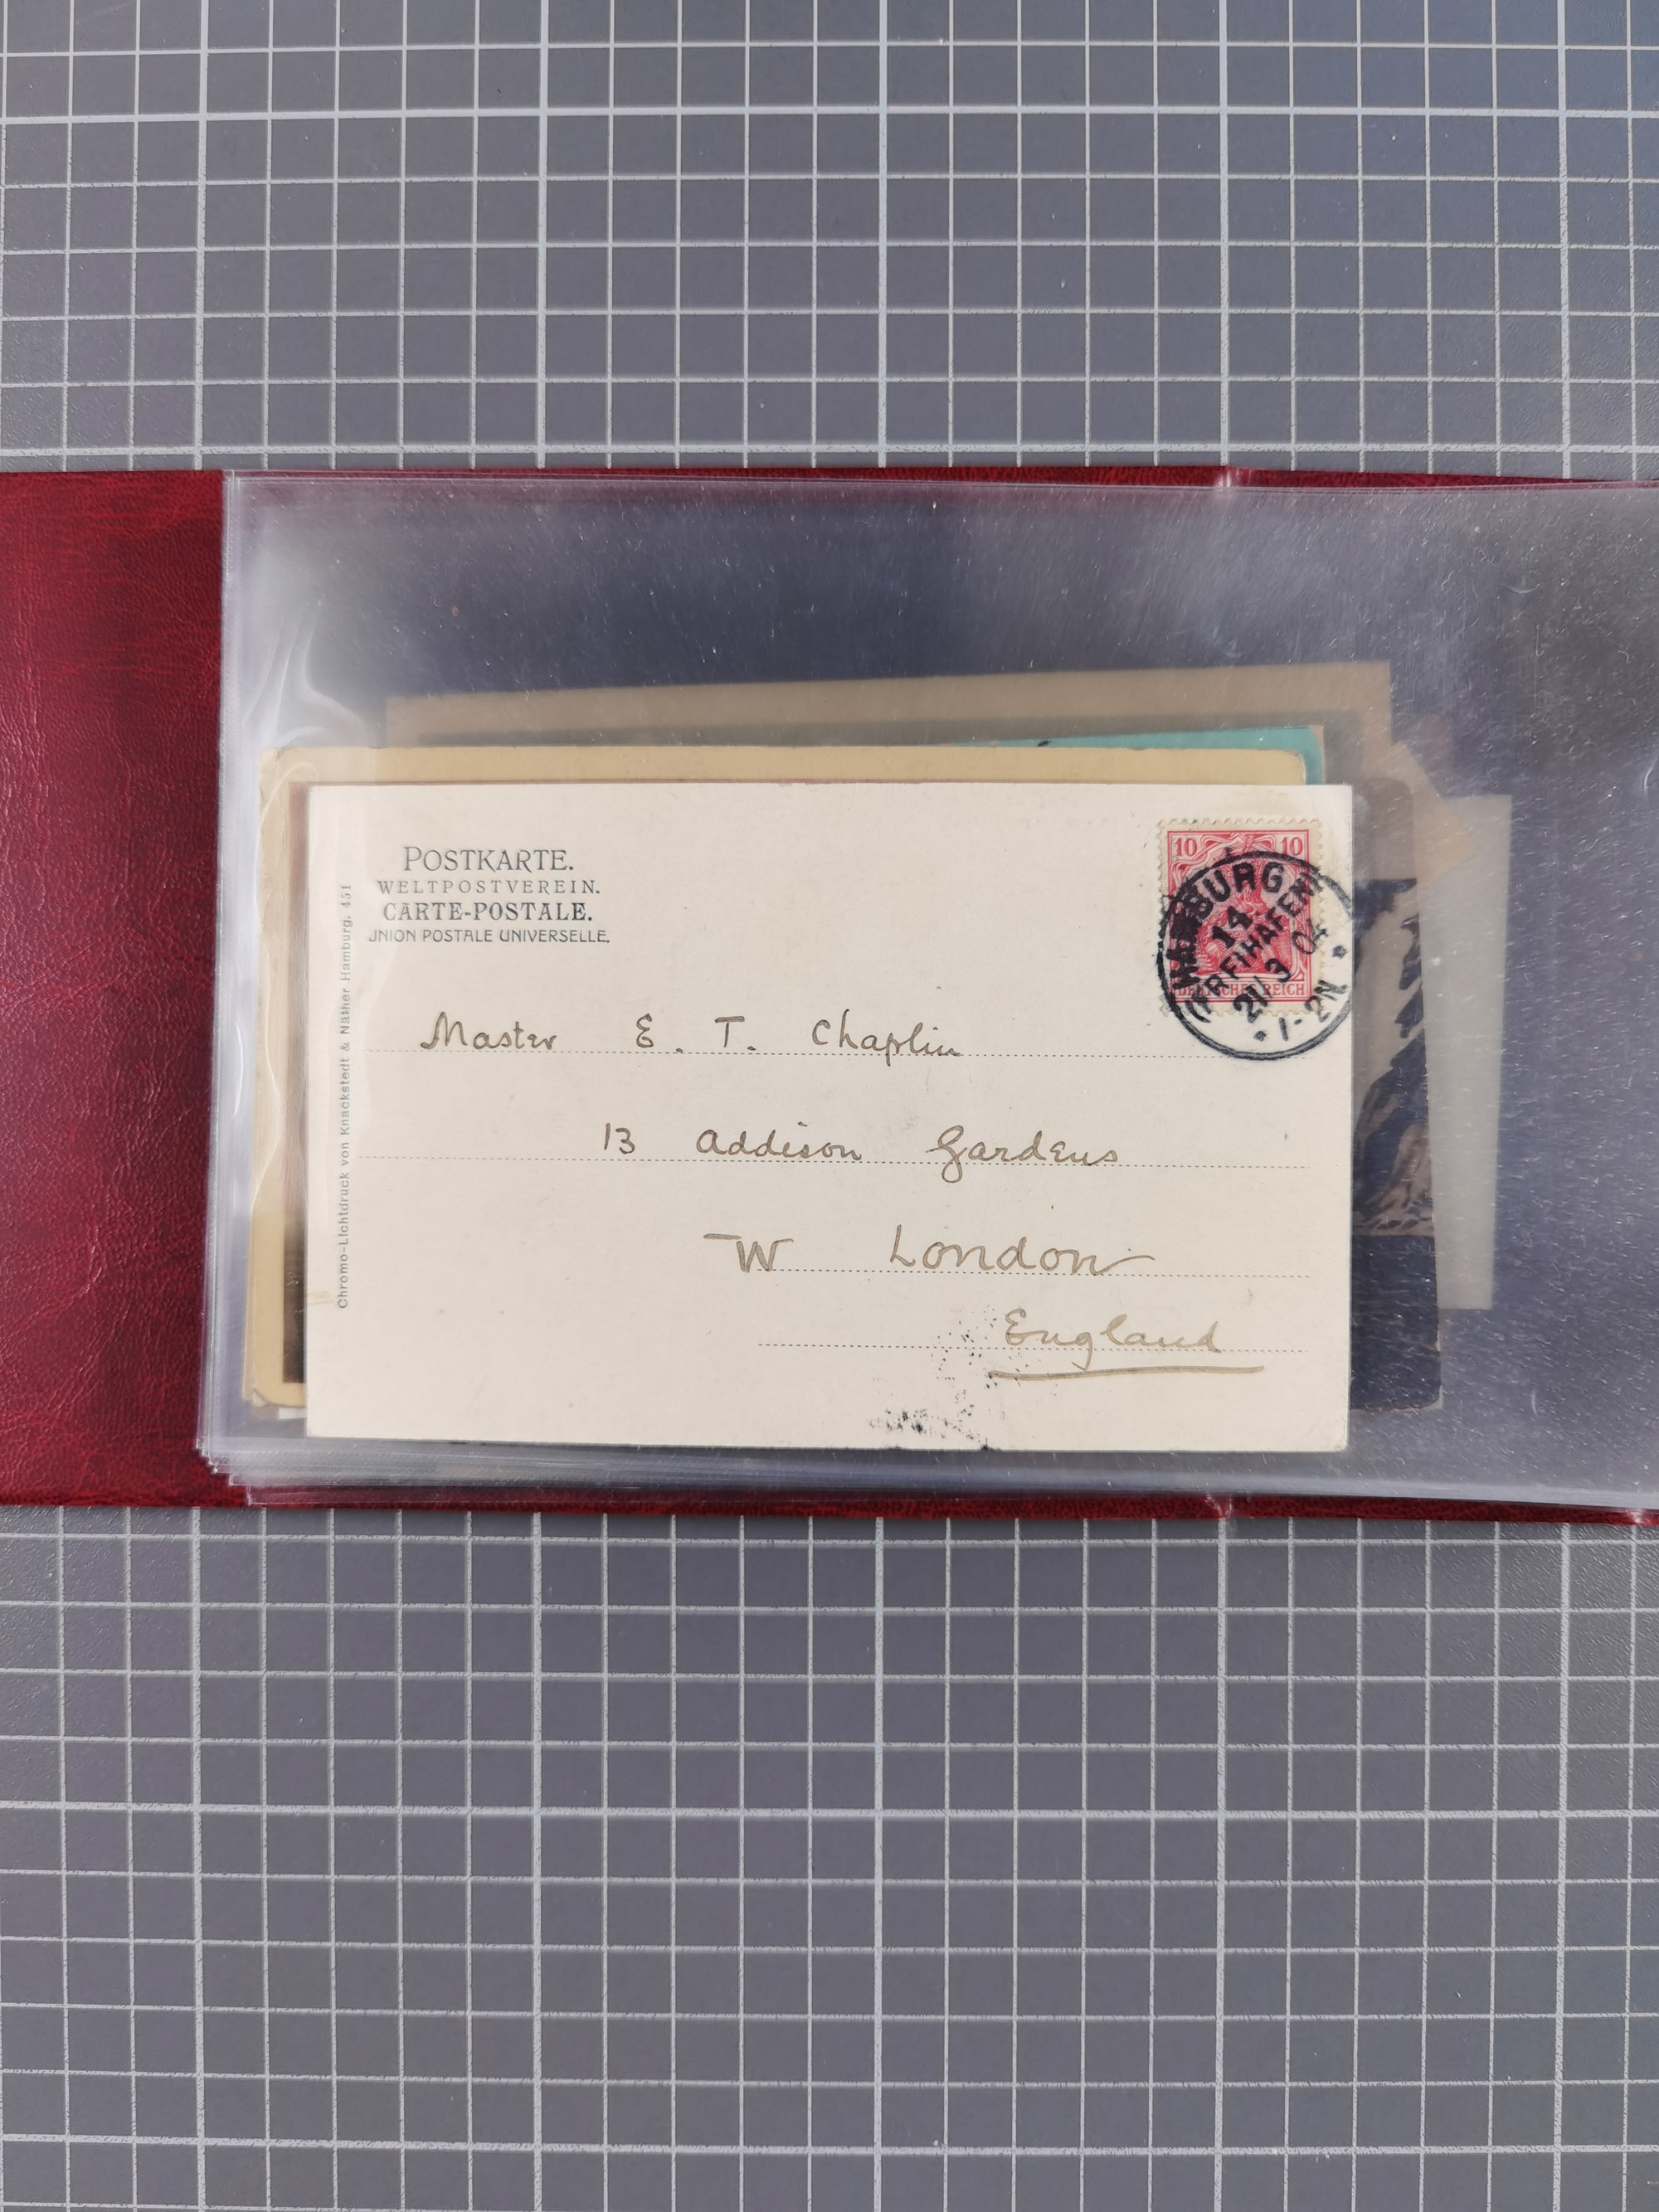 POSTKARTE.
WELTPOSTVEREIN.
CARTE-POSTALE.
UNION POSTALE UNIVERSELLE.
Chromo-Lichtdruck von Knackstedt & Näther Hamburg. 451
10 10
DEUTSCHES REICH
HAMBURG
14.
(FREIHAFEN)
21/3 04
* 1-2N *
Master E. T. Chaplin
13 Addison Gardens
W London
England